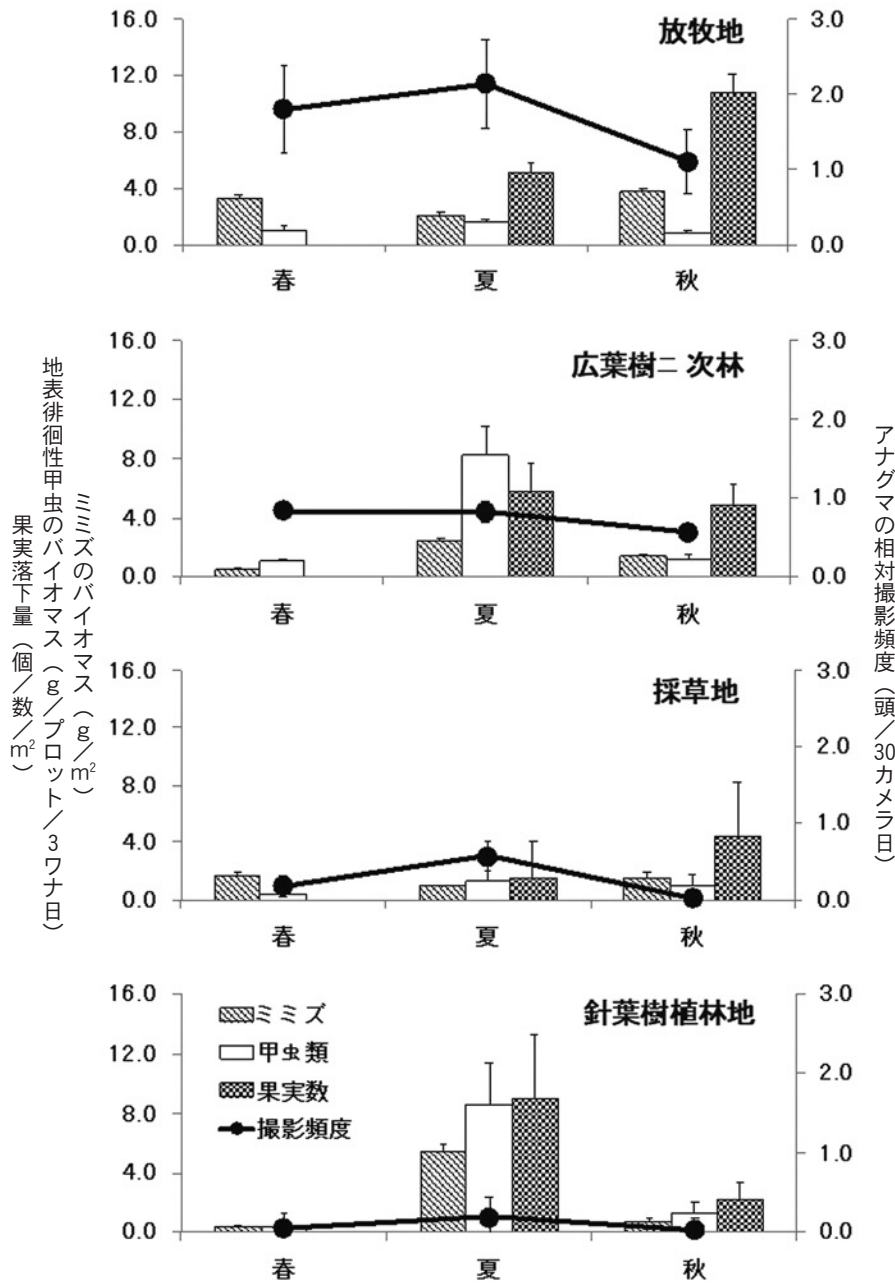 地表徘徊性甲虫のバイオマス（g／プロット／3ワナ日）
ミミズのバイオマス（g／m²）
果実落下量（個／数／m²）
アナグマの相対撮影頻度（頭／30カメラ日）
放牧地
16.0
12.0
8.0
4.0
0.0
3.0
2.0
1.0
0.0
春 夏 秋
広葉樹二次林
16.0
12.0
8.0
4.0
0.0
3.0
2.0
1.0
0.0
春 夏 秋
採草地
16.0
12.0
8.0
4.0
0.0
3.0
2.0
1.0
0.0
春 夏 秋
針葉樹植林地
16.0
12.0
8.0
4.0
0.0
ミミズ
甲虫類
果実数
撮影頻度
3.0
2.0
1.0
0.0
春 夏 秋